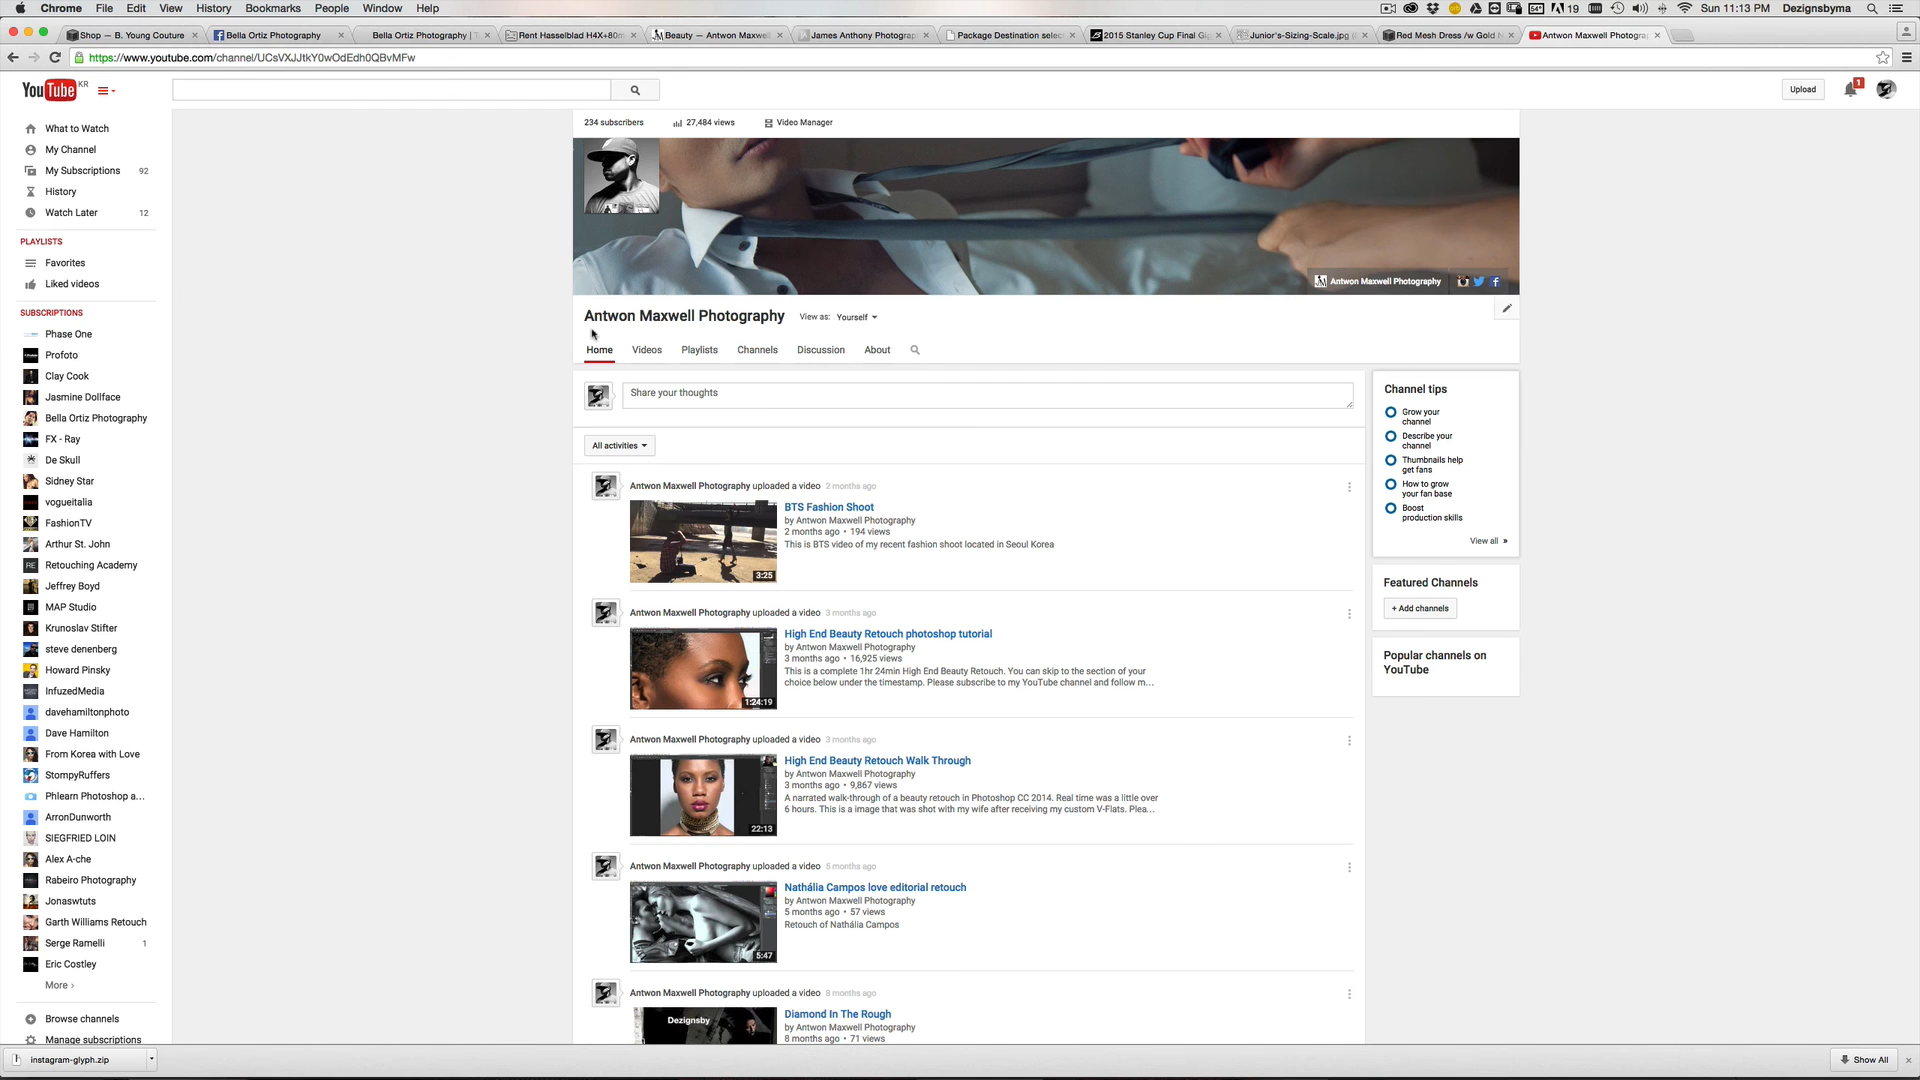 Chrome File Edit View History Bookmarks People Window Help
54° 19 Sun 11:13 PM Dezignsbyma
Shop — B. Young Couture
Bella Ortiz Photography
Bella Ortiz Photography | T
Rent Hasselblad H4X+80m
Beauty — Antwon Maxwel
James Anthony Photograp
Package Destination selec
2015 Stanley Cup Final Gi
Junior's-Sizing-Scale.jpg (
Red Mesh Dress /w Gold
Antwon Maxwell Photogra
https://www.youtube.com/channel/UCsVXJJtkY0wOdEdh0QBvMFw
YouTube KR
Upload
1
What to Watch
My Channel
My Subscriptions 92
History
Watch Later 12
PLAYLISTS
Favorites
Liked videos
SUBSCRIPTIONS
Phase One
Profoto
Clay Cook
Jasmine Dollface
Bella Ortiz Photography
FX - Ray
De Skull
Sidney Star
vogueitalia
FashionTV
Arthur St. John
RE Retouching Academy
Jeffrey Boyd
MAP Studio
Krunoslav Stifter
steve denenberg
Howard Pinsky
InfuzedMedia
davehamiltonphoto
Dave Hamilton
From Korea with Love
StompyRuffers
Phlearn Photoshop a...
ArronDunworth
SIEGFRIED LOIN
Alex A-che
Rabeiro Photography
Jonaswtuts
Garth Williams Retouch
Serge Ramelli 1
Eric Costley
More ›
Browse channels
Manage subscriptions
234 subscribers 27,484 views Video Manager
Antwon Maxwell Photography
Antwon Maxwell Photography View as: Yourself
Home Videos Playlists Channels Discussion About
Share your thoughts
All activities
Antwon Maxwell Photography uploaded a video 2 months ago
3:25
BTS Fashion Shoot
by Antwon Maxwell Photography
2 months ago • 194 views
This is BTS video of my recent fashion shoot located in Seoul Korea
Antwon Maxwell Photography uploaded a video 3 months ago
1:24:19
High End Beauty Retouch photoshop tutorial
by Antwon Maxwell Photography
3 months ago • 16,925 views
This is a complete 1hr 24min High End Beauty Retouch. You can skip to the section of your
choice below under the timestamp. Please subscribe to my YouTube channel and follow m...
Antwon Maxwell Photography uploaded a video 3 months ago
22:13
High End Beauty Retouch Walk Through
by Antwon Maxwell Photography
3 months ago • 9,867 views
A narrated walk-through of a beauty retouch in Photoshop CC 2014. Real time was a little over
6 hours. This is a image that was shot with my wife after receiving my custom V-Flats. Plea...
Antwon Maxwell Photography uploaded a video 5 months ago
5:47
Nathália Campos love editorial retouch
by Antwon Maxwell Photography
5 months ago • 57 views
Retouch of Nathália Campos
Antwon Maxwell Photography uploaded a video 8 months ago
Dezignsby
Diamond In The Rough
by Antwon Maxwell Photography
8 months ago • 71 views
Channel tips
Grow your
channel
Describe your
channel
Thumbnails help
get fans
How to grow
your fan base
Boost
production skills
View all »
Featured Channels
+ Add channels
Popular channels on
YouTube
instagram-glyph.zip
Show All